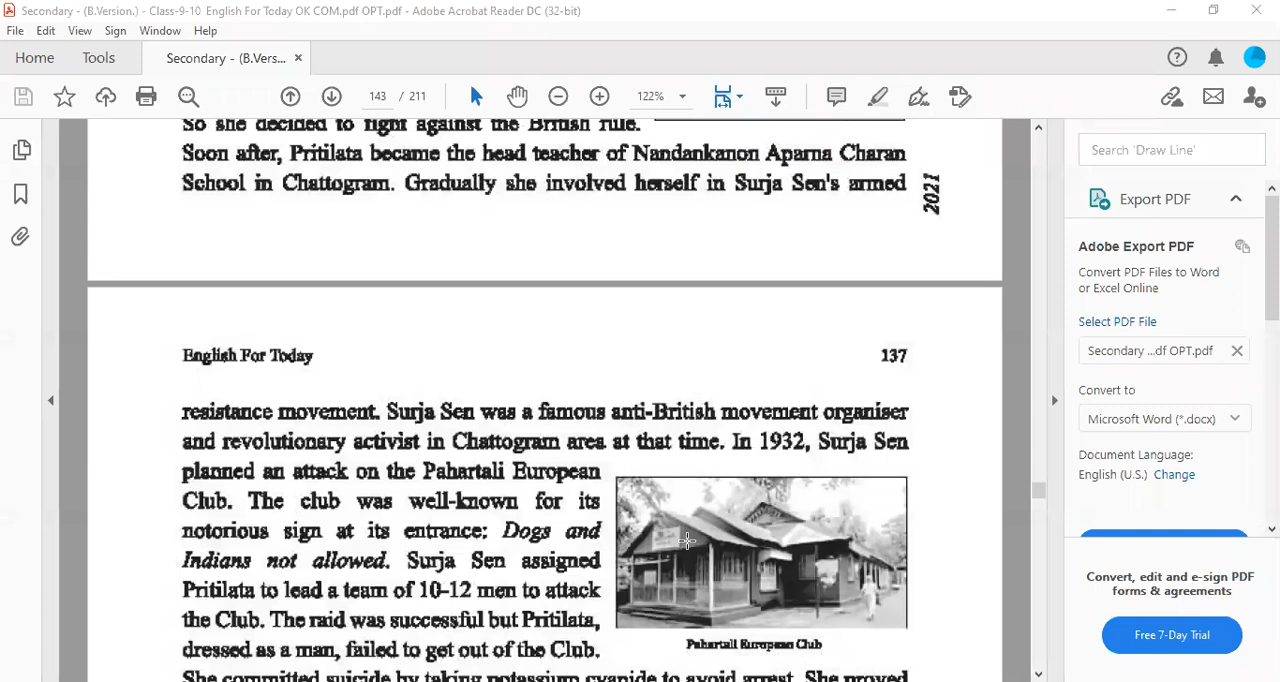 Secondary - (B.Version.) - Class-9-10  English For Today OK COM.pdf OPT.pdf - Adobe Acrobat Reader DC (32-bit)
File Edit View Sign Window Help
Home Tools Secondary - (B.Vers... ×
143 / 211 122%
So she decided to fight against the British rule.
Soon after, Pritilata became the head teacher of Nandankanon Aparna Charan
School in Chattogram. Gradually she involved herself in Surja Sen's armed
2021
English For Today 137
resistance movement. Surja Sen was a famous anti-British movement organiser
and revolutionary activist in Chattogram area at that time. In 1932, Surja Sen
planned an attack on the Pahartali European
Club. The club was well-known for its
notorious sign at its entrance: Dogs and
Indians not allowed. Surja Sen assigned
Pritilata to lead a team of 10-12 men to attack
the Club. The raid was successful but Pritilata,
dressed as a man, failed to get out of the Club.
Pahartali European Club
She committed suicide by taking potassium cyanide to avoid arrest. She proved
Search 'Draw Line'
Export PDF
Adobe Export PDF
Convert PDF Files to Word
or Excel Online
Select PDF File
Secondary ...df OPT.pdf
Convert to
Microsoft Word (*.docx)
Document Language:
English (U.S.) Change
Convert, edit and e-sign PDF
forms & agreements
Free 7-Day Trial